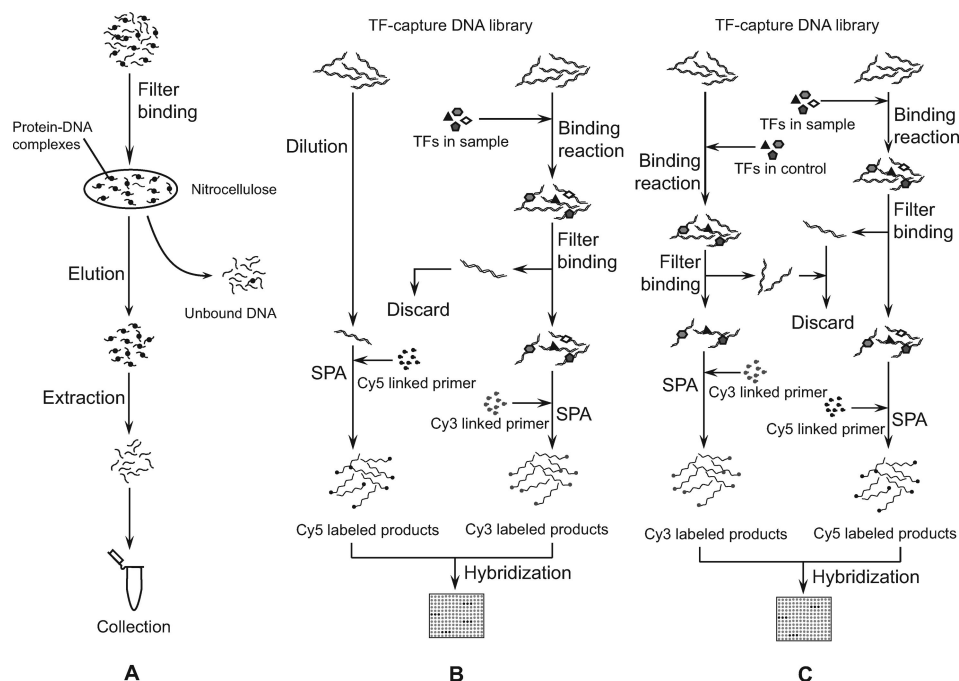 Filter
binding
Protein-DNA
complexes
Nitrocellulose
Elution
Unbound DNA
Extraction
Collection
A
TF-capture DNA library
Dilution
TFs in sample
Binding
reaction
Filter
binding
Discard
SPA
Cy5 linked primer
Cy3 linked primer
SPA
Cy5 labeled products
Cy3 labeled products
Hybridization
B
TF-capture DNA library
TFs in sample
Binding
reaction
TFs in control
Binding
reaction
Filter
binding
Filter
binding
Discard
SPA
Cy3 linked primer
Cy5 linked primer
SPA
Cy3 labeled products
Cy5 labeled products
Hybridization
C